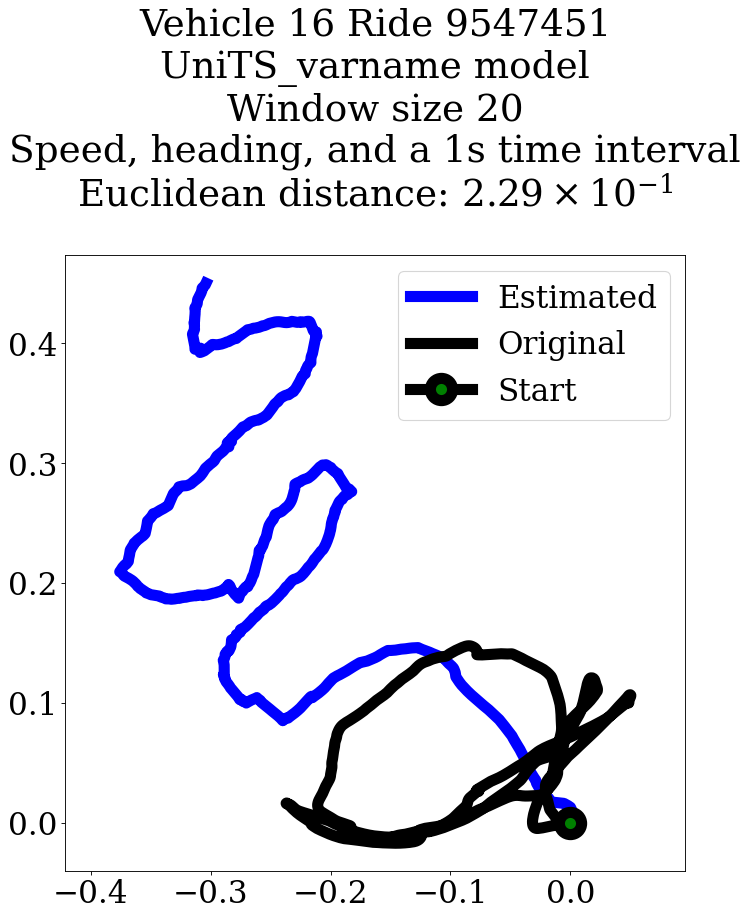 Vehicle 16 Ride 9547451
UniTS_varname model
Window size 20
Speed, heading, and a 1s time interval
Euclidean distance: 2.29 × 10⁻¹
Estimated
Original
Start
0.4
0.3
0.2
0.1
0.0
−0.4 −0.3 −0.2 −0.1 0.0